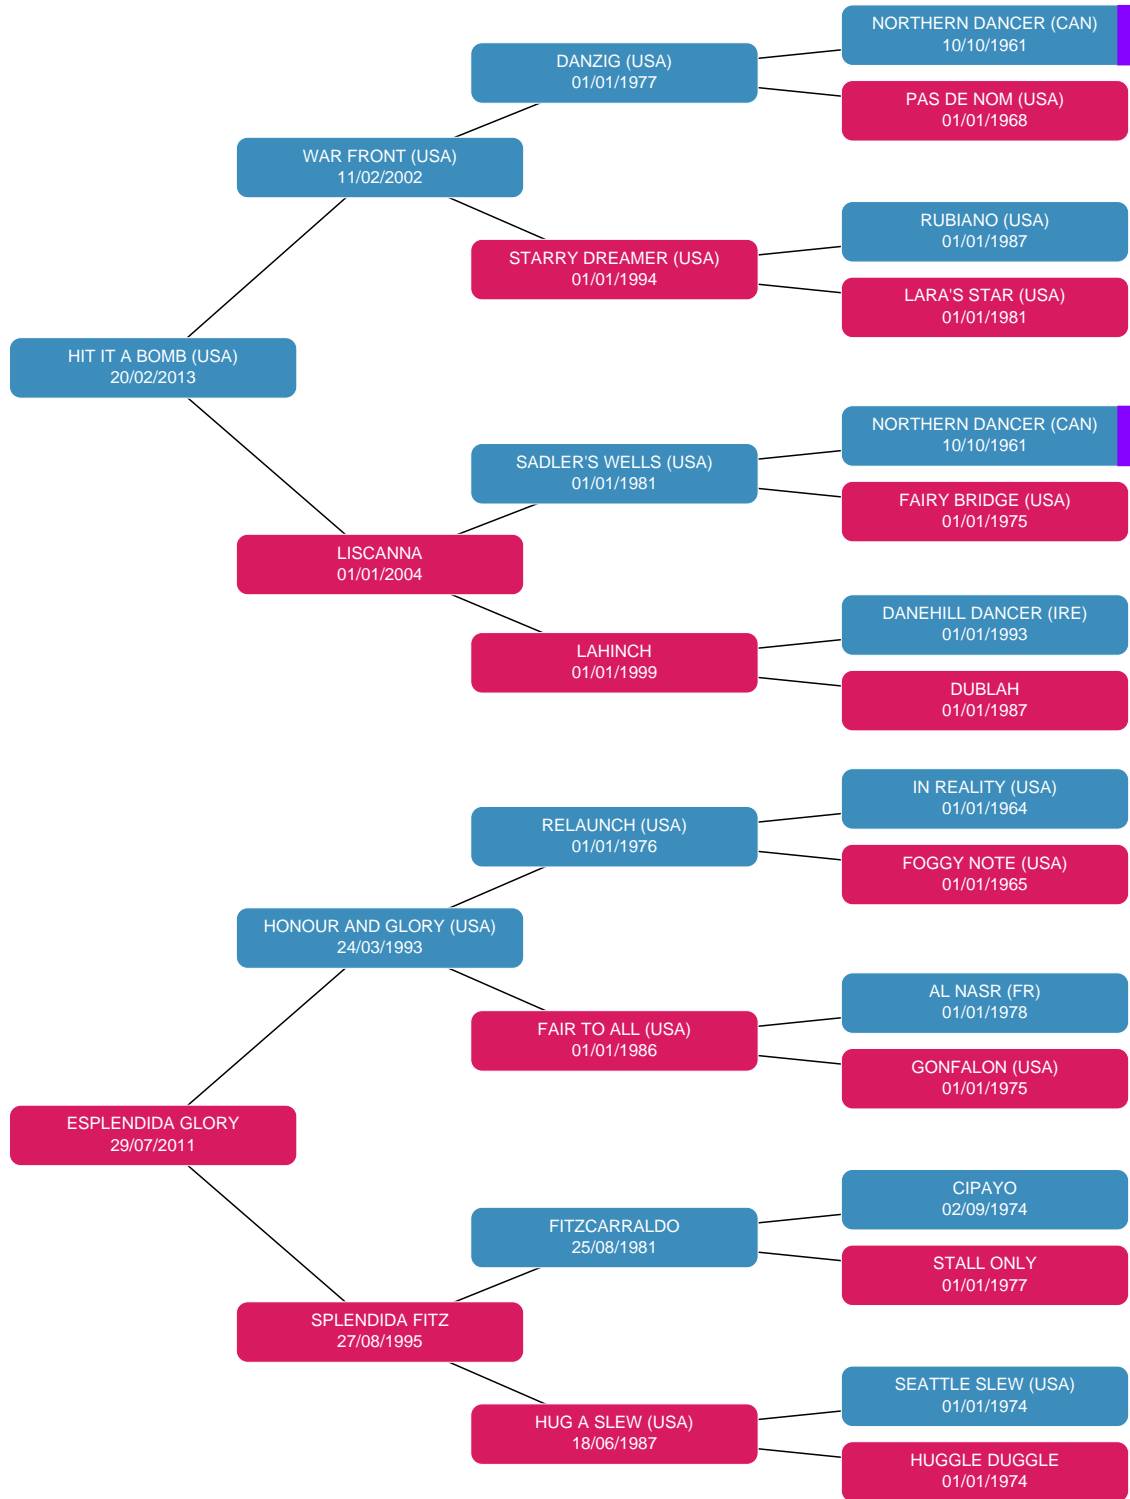 NORTHERN DANCER (CAN)
10/10/1961
DANZIG (USA)
01/01/1977
PAS DE NOM (USA)
01/01/1968
WAR FRONT (USA)
11/02/2002
RUBIANO (USA)
01/01/1987
STARRY DREAMER (USA)
01/01/1994
LARA'S STAR (USA)
01/01/1981
HIT IT A BOMB (USA)
20/02/2013
NORTHERN DANCER (CAN)
10/10/1961
SADLER'S WELLS (USA)
01/01/1981
FAIRY BRIDGE (USA)
01/01/1975
LISCANNA
01/01/2004
DANEHILL DANCER (IRE)
01/01/1993
LAHINCH
01/01/1999
DUBLAH
01/01/1987
IN REALITY (USA)
01/01/1964
RELAUNCH (USA)
01/01/1976
FOGGY NOTE (USA)
01/01/1965
HONOUR AND GLORY (USA)
24/03/1993
AL NASR (FR)
01/01/1978
FAIR TO ALL (USA)
01/01/1986
GONFALON (USA)
01/01/1975
ESPLENDIDA GLORY
29/07/2011
CIPAYO
02/09/1974
FITZCARRALDO
25/08/1981
STALL ONLY
01/01/1977
SPLENDIDA FITZ
27/08/1995
SEATTLE SLEW (USA)
01/01/1974
HUG A SLEW (USA)
18/06/1987
HUGGLE DUGGLE
01/01/1974